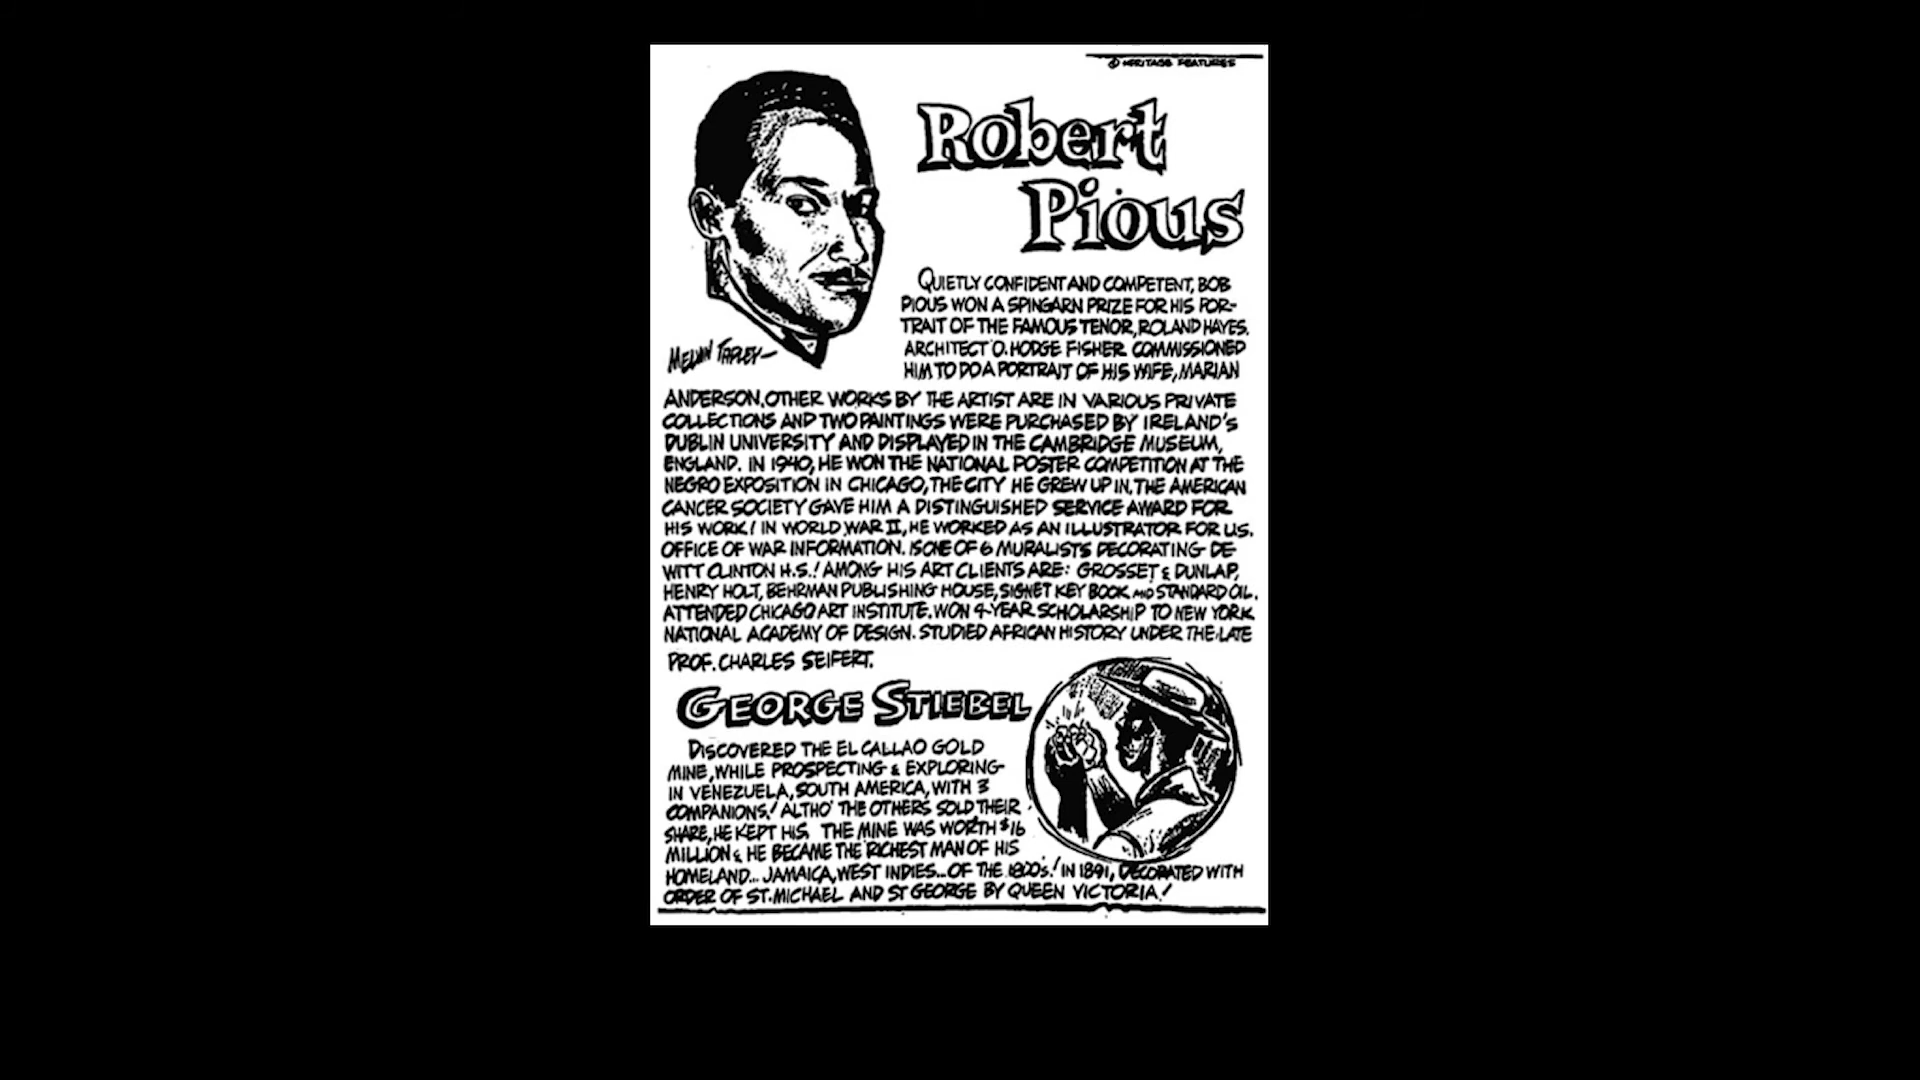 © HERITAGE FEATURES
Robert
Pious
QUIETLY CONFIDENT AND COMPETENT, BOB
PIOUS WON A SPINGARN PRIZE FOR HIS POR-
TRAIT OF THE FAMOUS TENOR, ROLAND HAYES.
ARCHITECT O. HODGE FISHER COMMISSIONED
HIM TO DO A PORTRAIT OF HIS WIFE, MARIAN
MELVIN TAPLEY
ANDERSON. OTHER WORKS BY THE ARTIST ARE IN VARIOUS PRIVATE
COLLECTIONS AND TWO PAINTINGS WERE PURCHASED BY IRELAND'S
DUBLIN UNIVERSITY AND DISPLAYED IN THE CAMBRIDGE MUSEUM,
ENGLAND. IN 1940, HE WON THE NATIONAL POSTER COMPETITION AT THE
NEGRO EXPOSITION IN CHICAGO, THE CITY HE GREW UP IN. THE AMERICAN
CANCER SOCIETY GAVE HIM A DISTINGUISHED SERVICE AWARD FOR
HIS WORK! IN WORLD WAR II, HE WORKED AS AN ILLUSTRATOR FOR U.S.
OFFICE OF WAR INFORMATION. IS ONE OF 6 MURALISTS DECORATING DE
WITT CLINTON H.S.! AMONG HIS ART CLIENTS ARE: GROSSET & DUNLAP,
HENRY HOLT, BEHRMAN PUBLISHING HOUSE, SIGNET KEY BOOK AND STANDARD OIL.
ATTENDED CHICAGO ART INSTITUTE. WON 4-YEAR SCHOLARSHIP TO NEW YORK
NATIONAL ACADEMY OF DESIGN. STUDIED AFRICAN HISTORY UNDER THE LATE
PROF. CHARLES SEIFERT.
GEORGE STIEBEL
DISCOVERED THE EL CALLAO GOLD
MINE, WHILE PROSPECTING & EXPLORING
IN VENEZUELA, SOUTH AMERICA, WITH 3
COMPANIONS! ALTHO' THE OTHERS SOLD THEIR
SHARE, HE KEPT HIS. THE MINE WAS WORTH $16
MILLION & HE BECAME THE RICHEST MAN OF HIS
HOMELAND... JAMAICA, WEST INDIES... OF THE 1800's! IN 1891, DECORATED WITH
ORDER OF ST. MICHAEL AND ST GEORGE BY QUEEN VICTORIA!